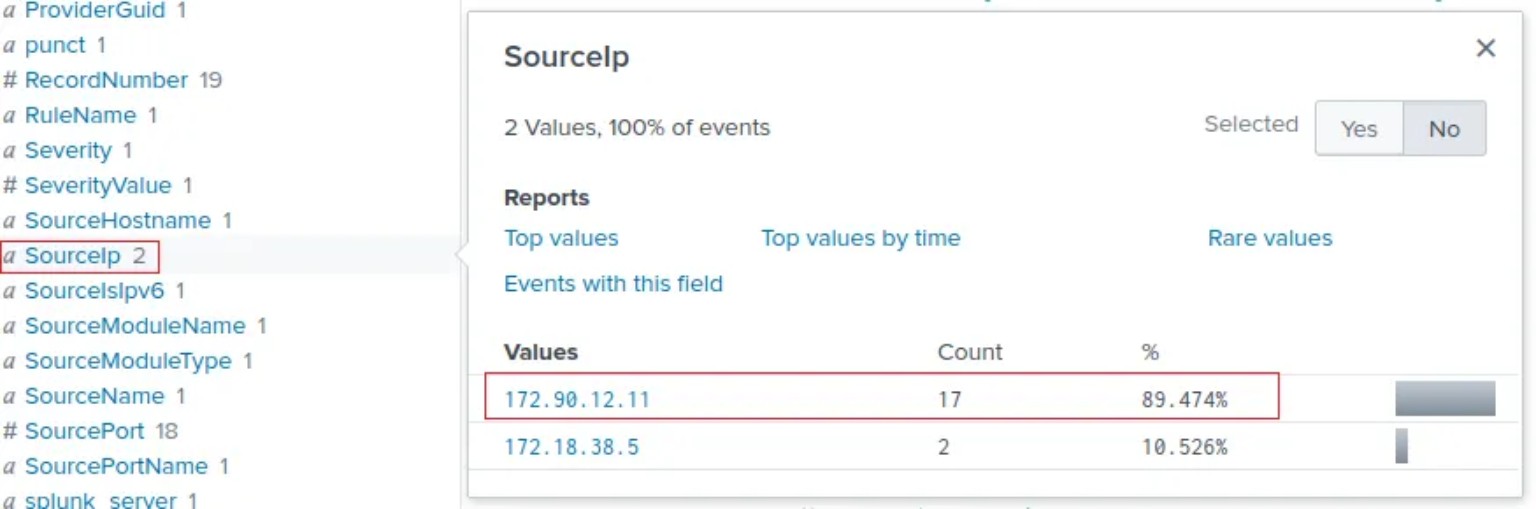 a ProviderGuid 1
a punct 1
# RecordNumber 19
a RuleName 1
a Severity 1
# SeverityValue 1
a SourceHostname 1
a SourceIp 2
a SourceIsIpv6 1
a SourceModuleName 1
a SourceModuleType 1
a SourceName 1
# SourcePort 18
a SourcePortName 1
a splunk_server 1
SourceIp ×
2 Values, 100% of events Selected Yes No
Reports
Top values Top values by time Rare values
Events with this field
Values Count %
172.90.12.11 17 89.474%
172.18.38.5 2 10.526%